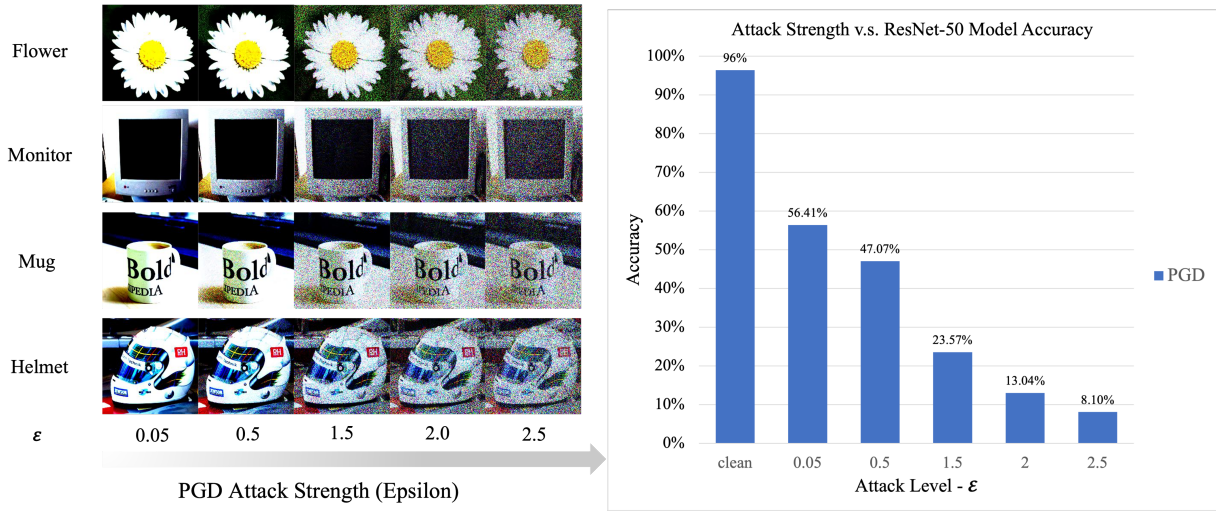 Flower
Monitor
Mug
Bold
IPEDIA
Helmet
RH
ε 0.05 0.5 1.5 2.0 2.5
PGD Attack Strength (Epsilon)
Attack Strength v.s. ResNet-50 Model Accuracy
100%
90%
80%
70%
60%
50%
40%
30%
20%
10%
0%
Accuracy
96%
56.41%
47.07%
23.57%
13.04%
8.10%
clean 0.05 0.5 1.5 2 2.5
Attack Level - ε
PGD